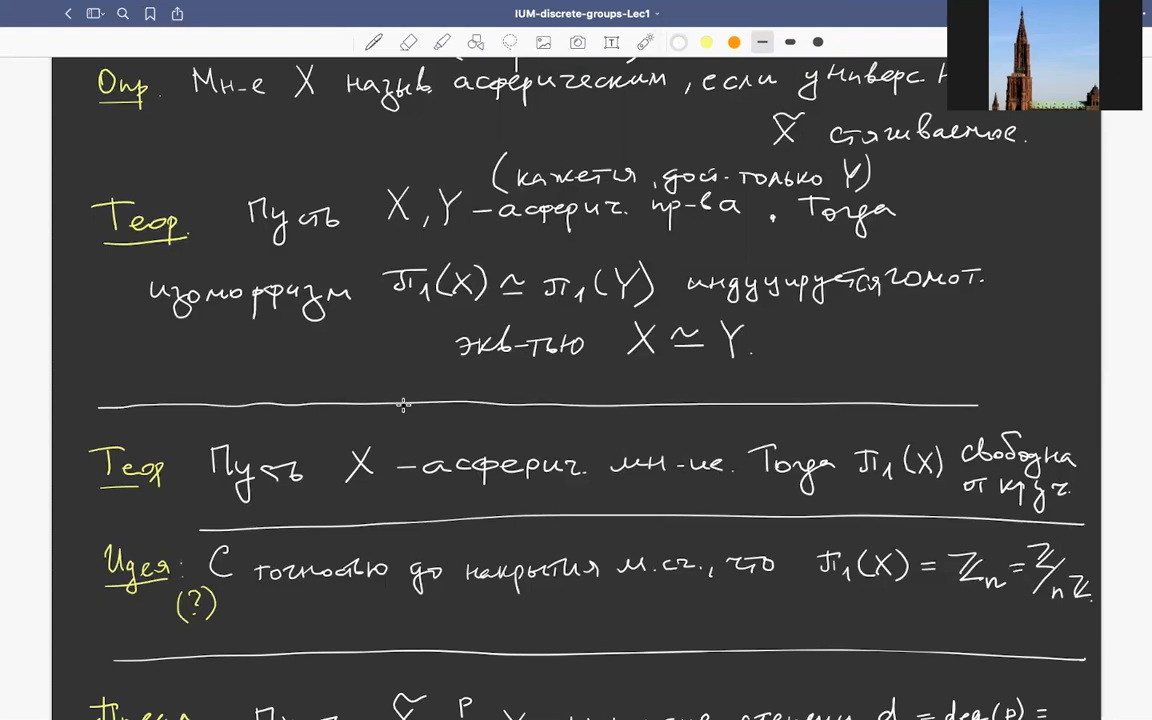 IUM-discrete-groups-Lec1
Опр. Мн-е X назыв. асферическим, если универс.
X̃ стягиваемое.
(кажется, дост. только Y)
Теор. Пусть X, Y – асферич. пр-ва. Тогда
изоморфизм π₁(X) ≃ π₁(Y) индуцируется гомот.
экв-тью X ≃ Y.
Теор Пусть X – асферич. мн-ие. Тогда π₁(X) свободна
от круч.
Идея: С точностью до накрытия м.сч., что π₁(X) = ℤₙ = ℤ/nℤ.
(?)